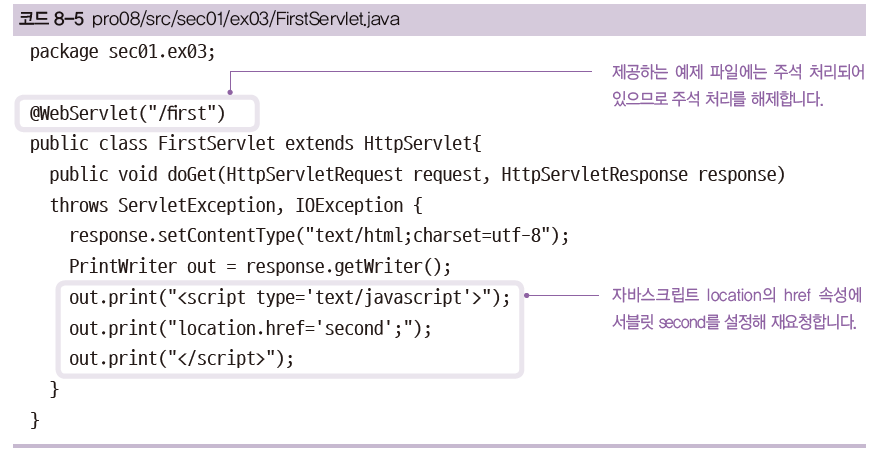 코드 8-5 pro08/src/sec01/ex03/FirstServlet.java
package sec01.ex03;
제공하는 예제 파일에는 주석 처리되어
있으므로 주석 처리를 해제합니다.
@WebServlet("/first")
public class FirstServlet extends HttpServlet{
public void doGet(HttpServletRequest request, HttpServletResponse response)
throws ServletException, IOException {
response.setContentType("text/html;charset=utf-8");
PrintWriter out = response.getWriter();
out.print("<script type='text/javascript'>");
자바스크립트 location의 href 속성에
서블릿 second를 설정해 재요청합니다.
out.print("location.href='second';");
out.print("</script>");
}
}